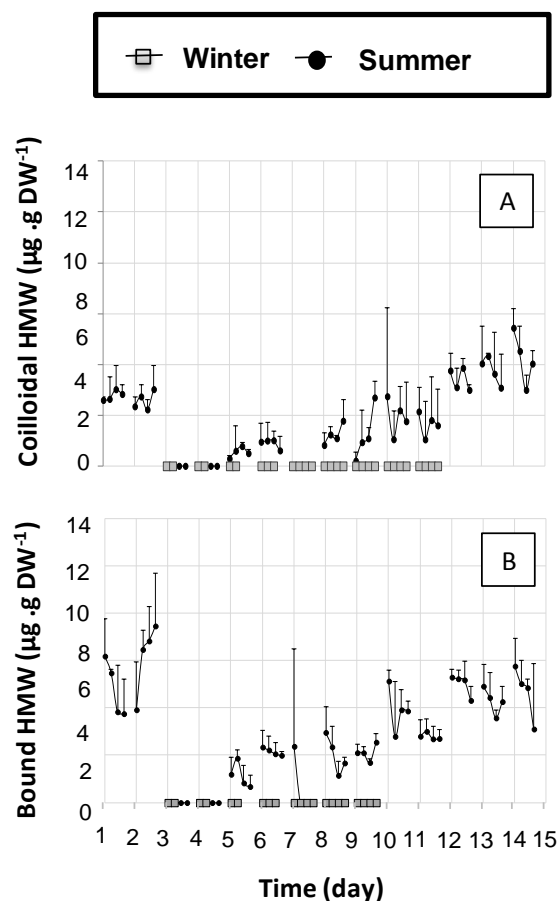 Winter Summer
A
14
12
10
8
6
4
2
0
Coilloidal HMW (µg .g DW⁻¹)
B
14
12
10
8
6
4
2
0
Bound HMW (µg .g DW⁻¹)
1 2 3 4 5 6 7 8 9 10 11 12 13 14 15
Time (day)